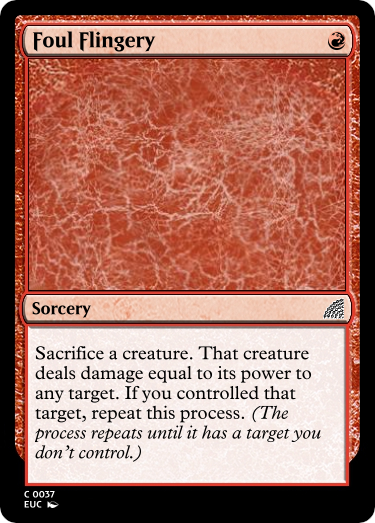 Foul Flingery
Sorcery
Sacrifice a creature. That creature
deals damage equal to its power to
any target. If you controlled that
target, repeat this process. (The
process repeats until it has a target you
don't control.)
C 0037
EUC